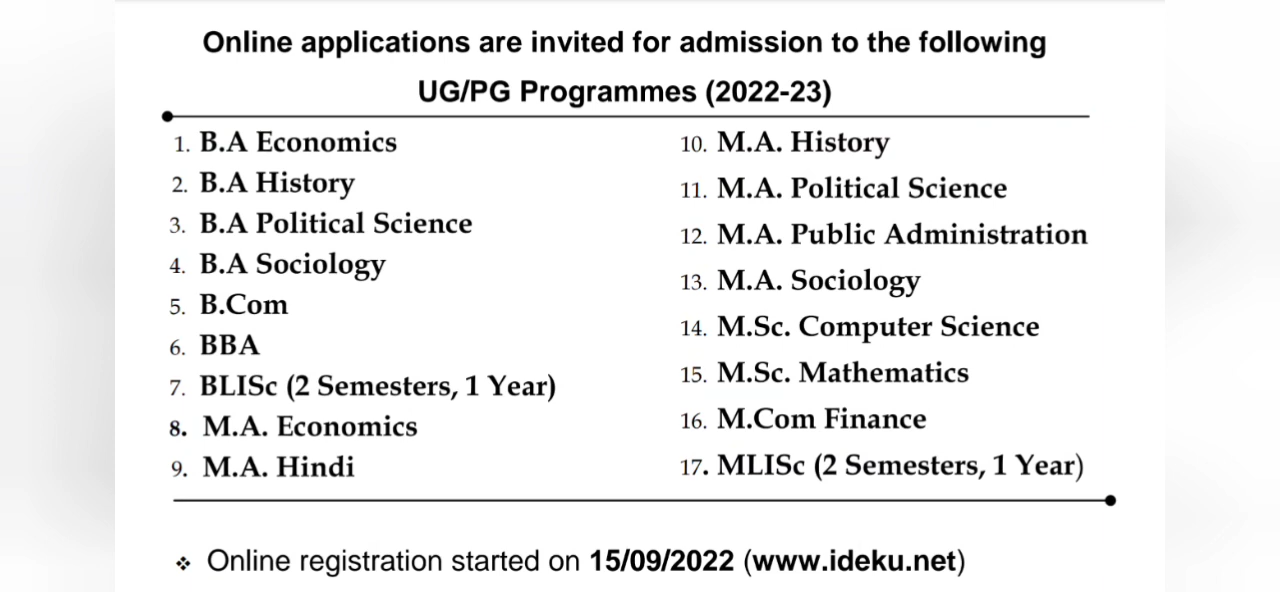 Online applications are invited for admission to the following
UG/PG Programmes (2022-23)
1. B.A Economics
2. B.A History
3. B.A Political Science
4. B.A Sociology
5. B.Com
6. BBA
7. BLISc (2 Semesters, 1 Year)
8. M.A. Economics
9. M.A. Hindi
10. M.A. History
11. M.A. Political Science
12. M.A. Public Administration
13. M.A. Sociology
14. M.Sc. Computer Science
15. M.Sc. Mathematics
16. M.Com Finance
17. MLISc (2 Semesters, 1 Year)
❖ Online registration started on 15/09/2022 (www.ideku.net)